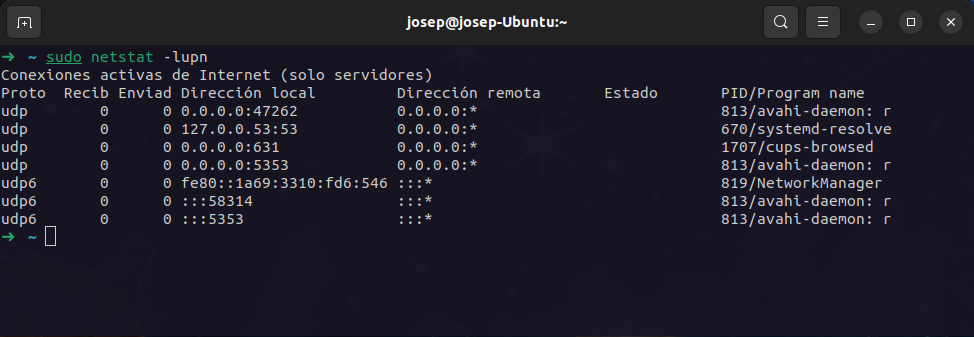 josep@josep-Ubuntu:~
➜ ~ sudo netstat -lupn
Conexiones activas de Internet (solo servidores)
Proto  Recib Enviad Dirección local         Dirección remota       Estado       PID/Program name
udp        0      0 0.0.0.0:47262           0.0.0.0:*                           813/avahi-daemon: r
udp        0      0 127.0.0.53:53           0.0.0.0:*                           670/systemd-resolve
udp        0      0 0.0.0.0:631             0.0.0.0:*                           1707/cups-browsed
udp        0      0 0.0.0.0:5353            0.0.0.0:*                           813/avahi-daemon: r
udp6       0      0 fe80::1a69:3310:fd6:546 :::*                                819/NetworkManager
udp6       0      0 :::58314                :::*                                813/avahi-daemon: r
udp6       0      0 :::5353                 :::*                                813/avahi-daemon: r
➜ ~